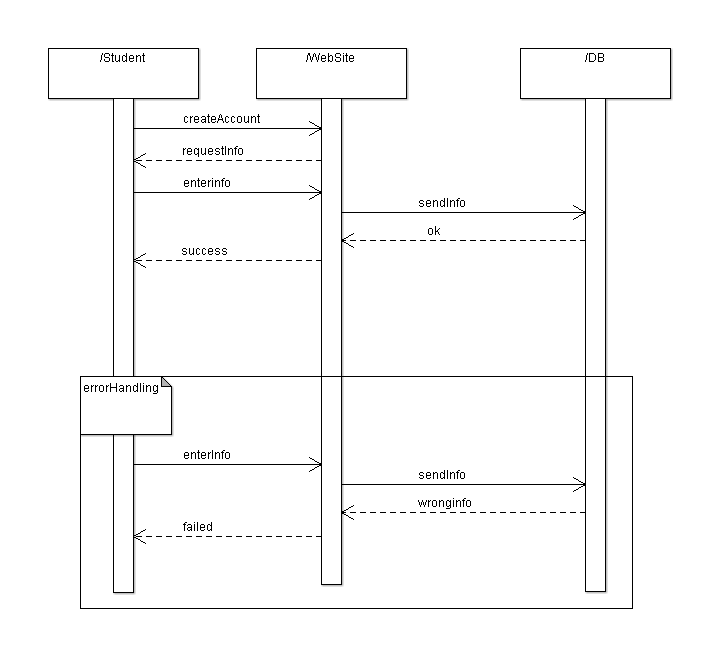 /Student
/WebSite
/DB
createAccount
requestInfo
enterinfo
sendInfo
ok
success
errorHandling
enterInfo
sendInfo
wronginfo
failed